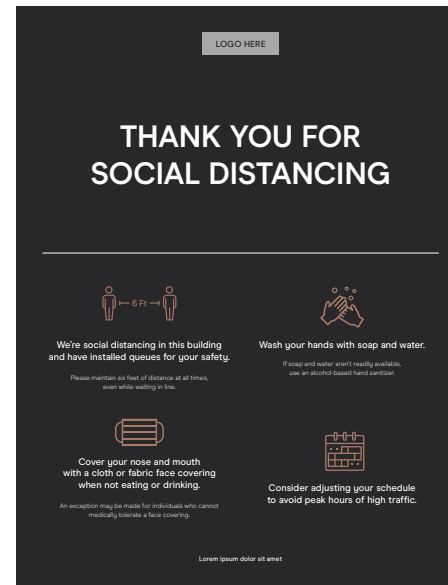 LOGO HERE
THANK YOU FOR
SOCIAL DISTANCING
6 Ft
We're social distancing in this building
and have installed queues for your safety.
Please maintain six feet of distance at all times,
even while waiting in line.
Wash your hands with soap and water.
If soap and water aren't readily available,
use an alcohol-based hand sanitizer.
Cover your nose and mouth
with a cloth or fabric face covering
when not eating or drinking.
An exception may be made for individuals who cannot
medically tolerate a face covering.
Consider adjusting your schedule
to avoid peak hours of high traffic.
Lorem ipsum dolor sit amet